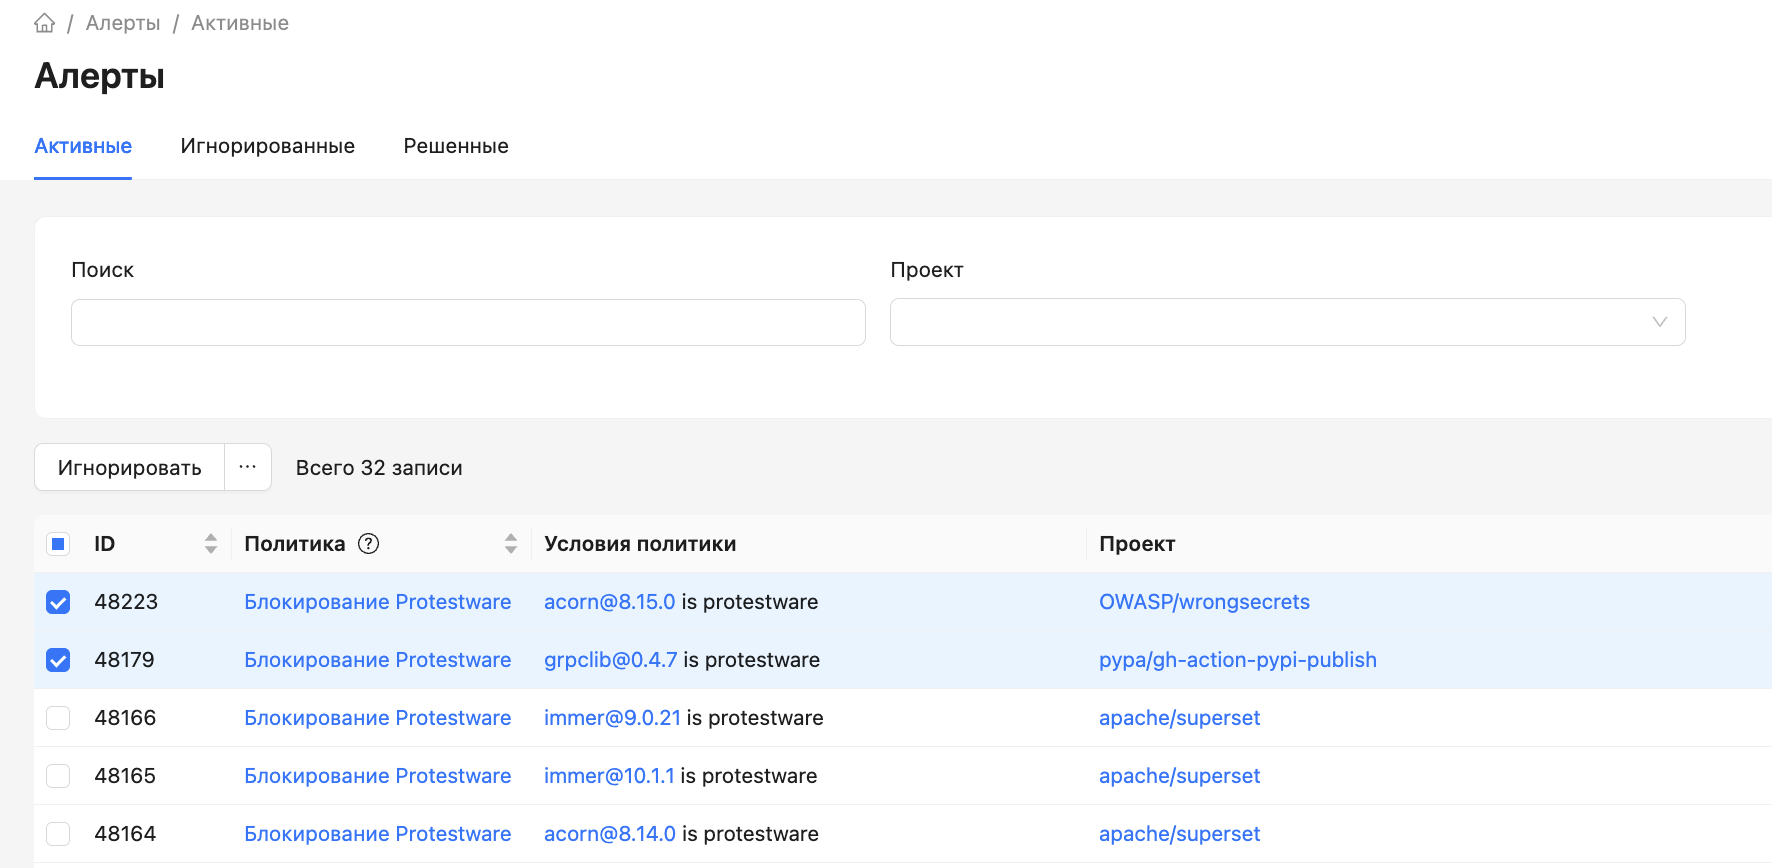 / Алерты / Активные
Алерты
Активные Игнорированные Решенные
Поиск Проект
Игнорировать ··· Всего 32 записи
ID Политика ? Условия политики Проект
48223 Блокирование Protestware acorn@8.15.0 is protestware OWASP/wrongsecrets
48179 Блокирование Protestware grpclib@0.4.7 is protestware pypa/gh-action-pypi-publish
48166 Блокирование Protestware immer@9.0.21 is protestware apache/superset
48165 Блокирование Protestware immer@10.1.1 is protestware apache/superset
48164 Блокирование Protestware acorn@8.14.0 is protestware apache/superset